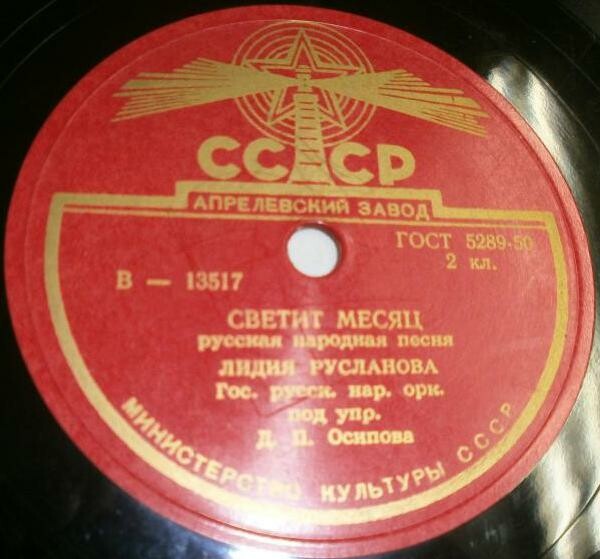 СССР
АПРЕЛЕВСКИЙ ЗАВОД
ГОСТ 5289-50
2 кл.
В — 13517
СВЕТИТ МЕСЯЦ
русская народная песня
ЛИДИЯ РУСЛАНОВА
Гос. русск. нар. орк.
под упр.
Д. П. Осипова
МИНИСТЕРСТВО КУЛЬТУРЫ СССР